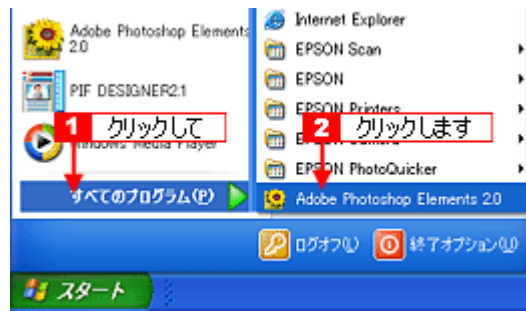 Adobe Photoshop Elements
2.0
PIF DESIGNER2.1
1 クリックして
Windows Media Player
すべてのプログラム(P)
Internet Explorer
EPSON Scan
EPSON
EPSON Printers
2 クリックします
EPSON PhotoQuicker
Adobe Photoshop Elements 2.0
ログオフ(L)
終了オプション(U)
スタート